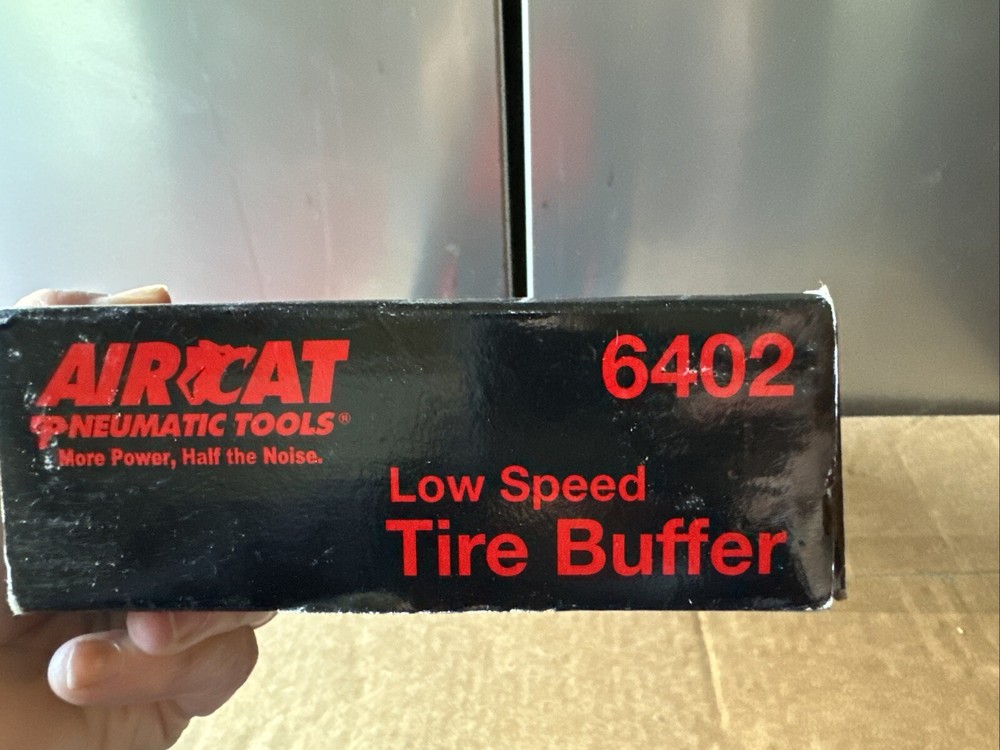 AIRCAT
PNEUMATIC TOOLS®
More Power, Half the Noise.
6402
Low Speed
Tire Buffer